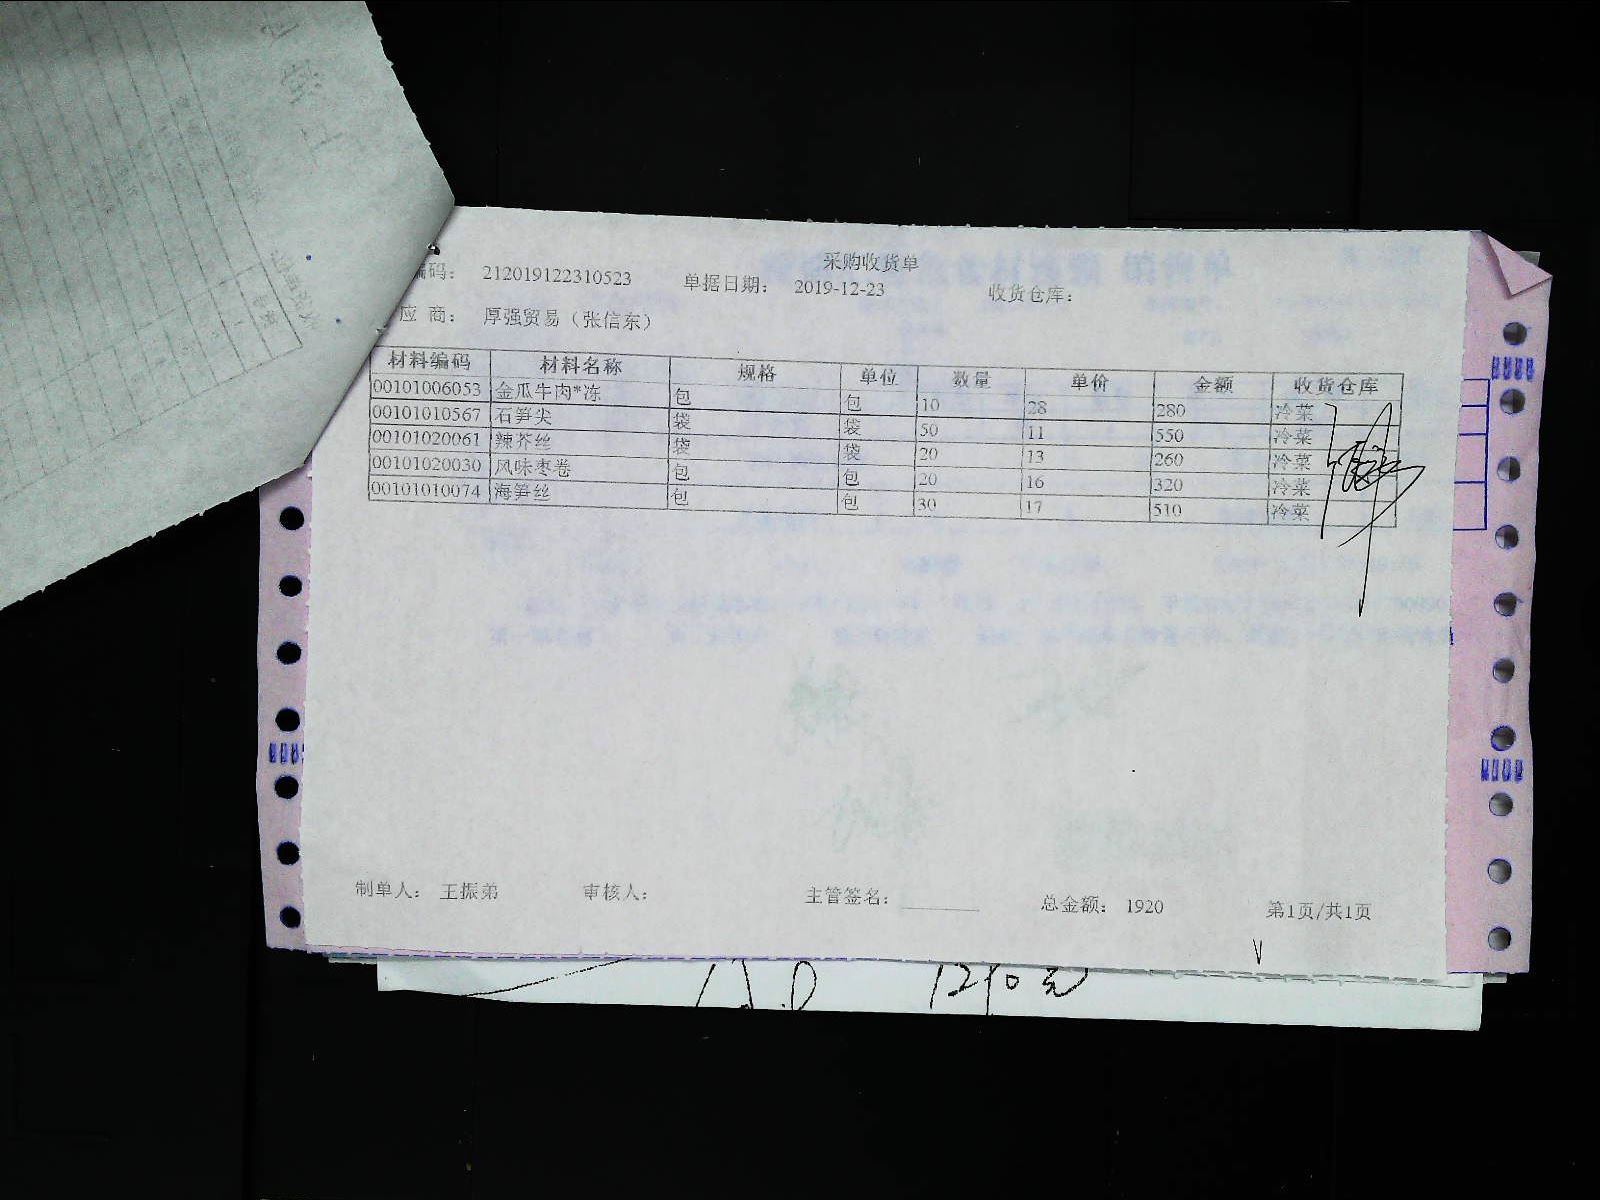 采购收货单
编码： 212019122310523 单据日期： 2019-12-23 收货仓库：
应 商： 厚强贸易（张信东）
材料编码 材料名称 规格 单位 数量 单价 金额 收货仓库
00101006053 金瓜牛肉*冻 包 包 10 28 280 冷菜
00101010567 石笋尖 袋 袋 50 11 550 冷菜
00101020061 辣芥丝 袋 袋 20 13 260 冷菜
00101020030 风味枣卷 包 包 20 16 320 冷菜
00101010074 海笋丝 包 包 30 17 510 冷菜
制单人： 王振弟 审核人： 主管签名： 总金额： 1920 第1页/共1页